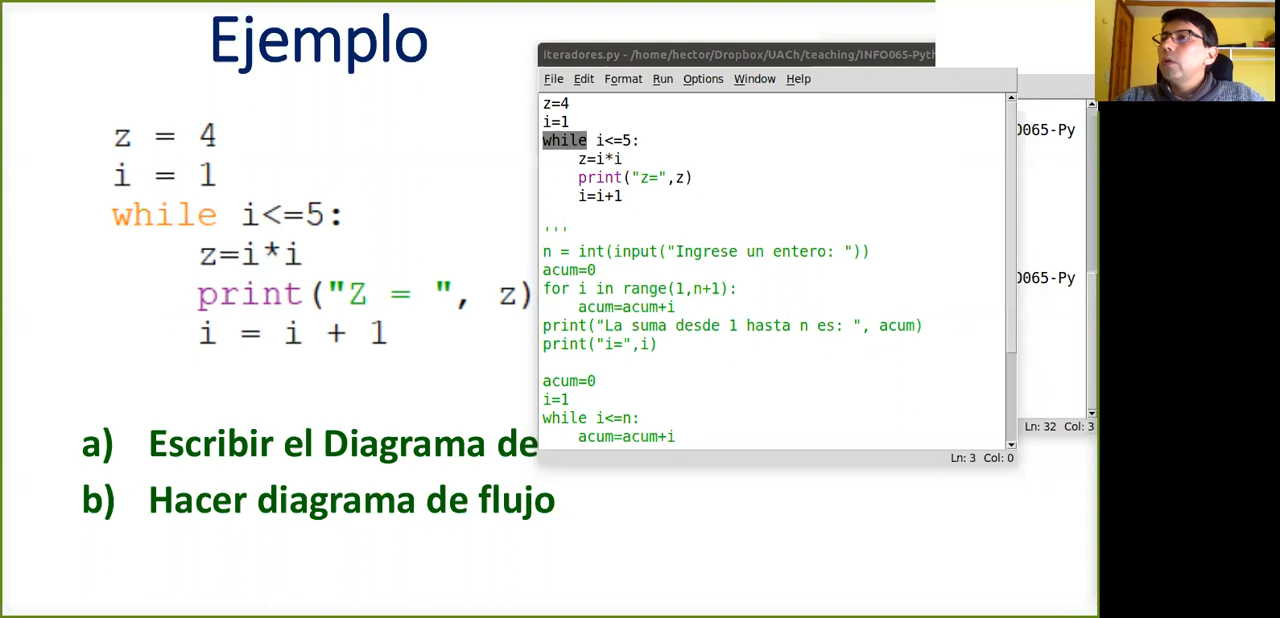 Ejemplo
z = 4
i = 1
while i<=5:
z=i*i
print("Z = ", z)
i = i + 1
a) Escribir el Diagrama de
b) Hacer diagrama de flujo
iteradores.py - /home/hector/Dropbox/UACh/teaching/INFO065-Pyth
File Edit Format Run Options Window Help
z=4
i=1
while i<=5:
z=i*i
print("z=",z)
i=i+1
'''
n = int(input("Ingrese un entero: "))
acum=0
for i in range(1,n+1):
acum=acum+i
print("La suma desde 1 hasta n es: ", acum)
print("i=",i)
acum=0
i=1
while i<=n:
acum=acum+i
Ln: 3 Col: 0
0065-Py
0065-Py
Ln: 32 Col: 3